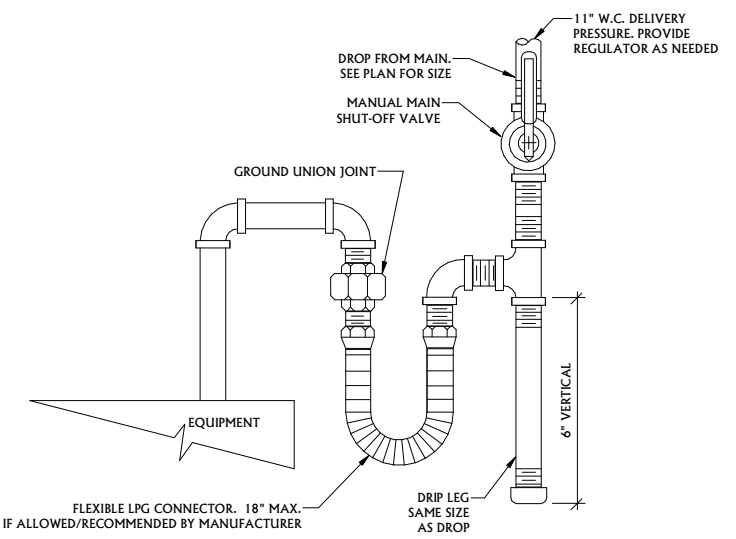 11" W.C. DELIVERY
PRESSURE. PROVIDE
REGULATOR AS NEEDED
DROP FROM MAIN.
SEE PLAN FOR SIZE
MANUAL MAIN
SHUT-OFF VALVE
GROUND UNION JOINT
6" VERTICAL
EQUIPMENT
FLEXIBLE LPG CONNECTOR. 18" MAX.
IF ALLOWED/RECOMMENDED BY MANUFACTURER
DRIP LEG
SAME SIZE
AS DROP